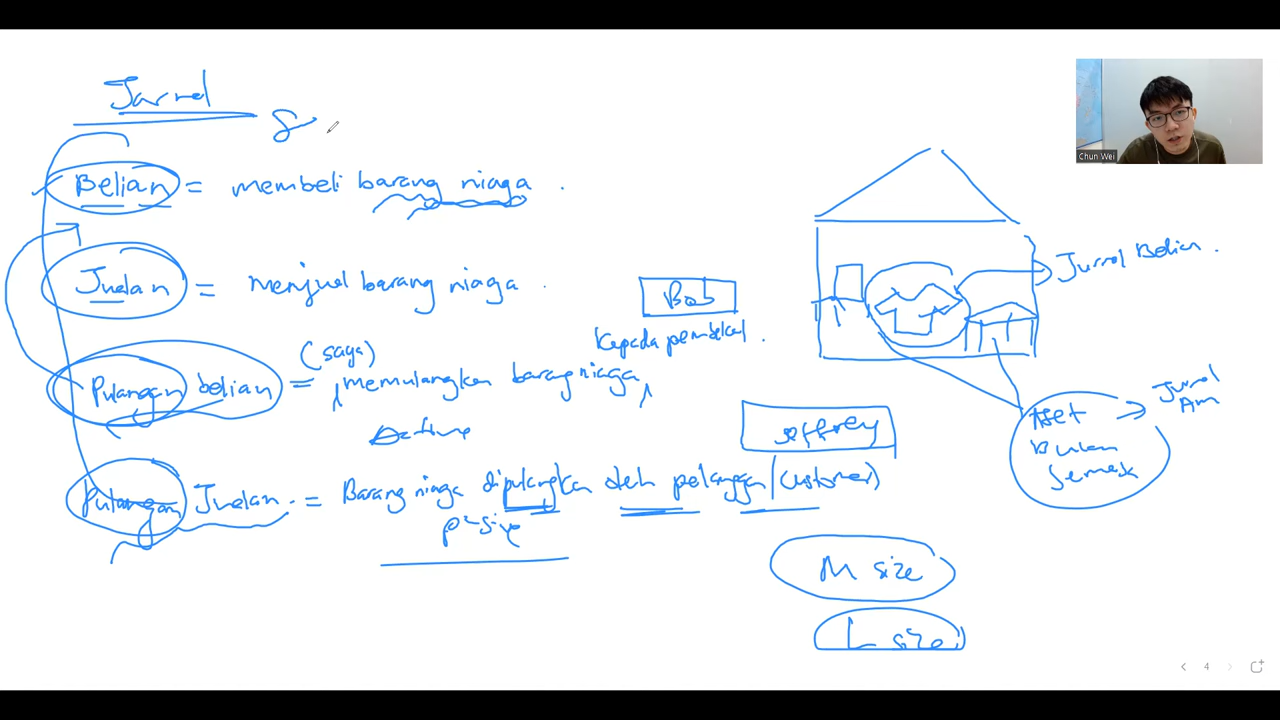 Jurnal
Belian = membeli barang niaga.
Jualan = menjual barang niaga.
Bob
Kepada pembekal.
(saya)
Pulangan belian = memulangkan barang niaga
Active
Jeffrey
Pulangan Jualan. = Barang niaga dipulangkan oleh pelanggan/customer)
M size
L size
Jurnal Belian.
Aset → Jurnal Am
Bukan
Semasa
Chun Wei
4